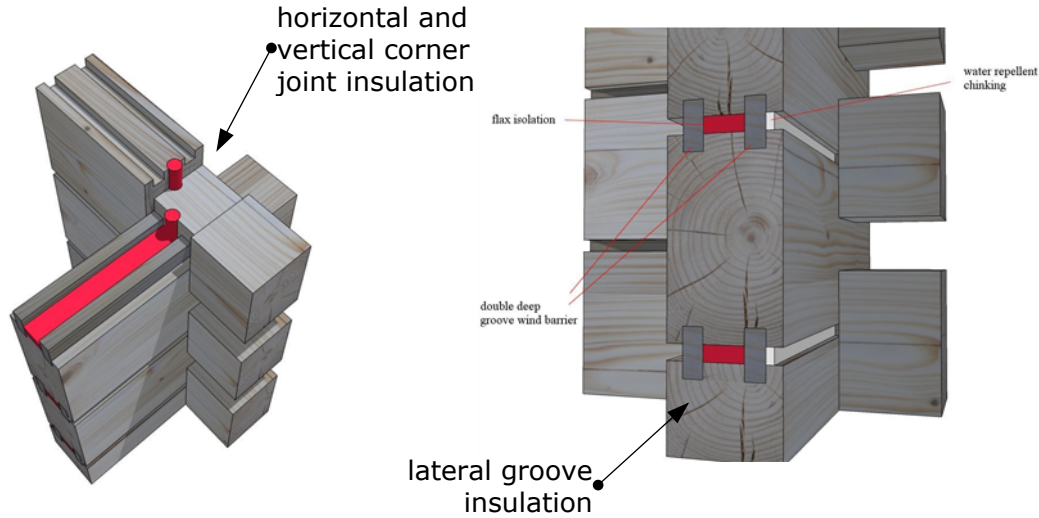 horizontal and
vertical corner
joint insulation
water repellent
chinking
flax isolation
double deep
groove wind barrier
lateral groove
insulation